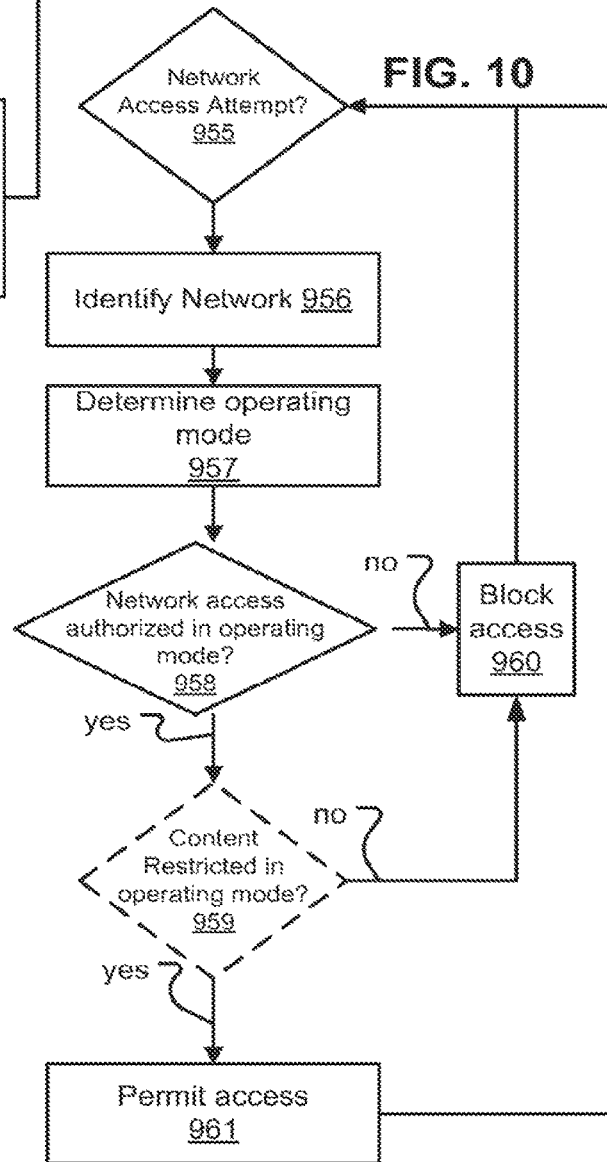 FIG. 10
Network
Access Attempt?
955
Identify Network 956
Determine operating
mode
957
Network access
authorized in operating
mode?
958
no
Block
access
960
yes
Content
Restricted in
operating mode?
959
no
yes
Permit access
961